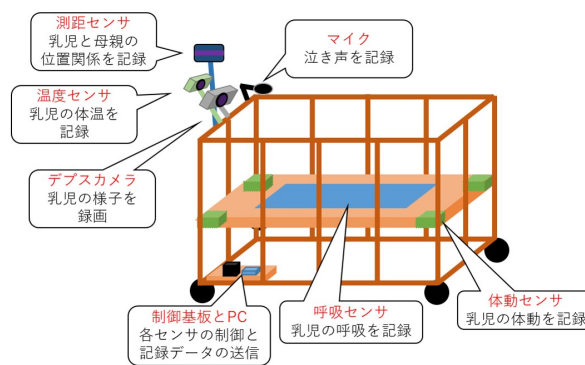 測距センサ
乳児と母親の
位置関係を記録
マイク
泣き声を記録
温度センサ
乳児の体温を
記録
デプスカメラ
乳児の様子を
録画
制御基板とPC
各センサの制御と
記録データの送信
呼吸センサ
乳児の呼吸を記録
体動センサ
乳児の体動を記録